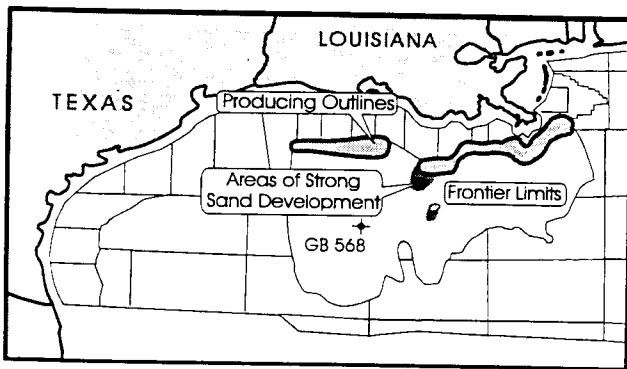 LOUISIANA
TEXAS
Producing Outlines
Areas of Strong
Sand Development
Frontier Limits
GB 568